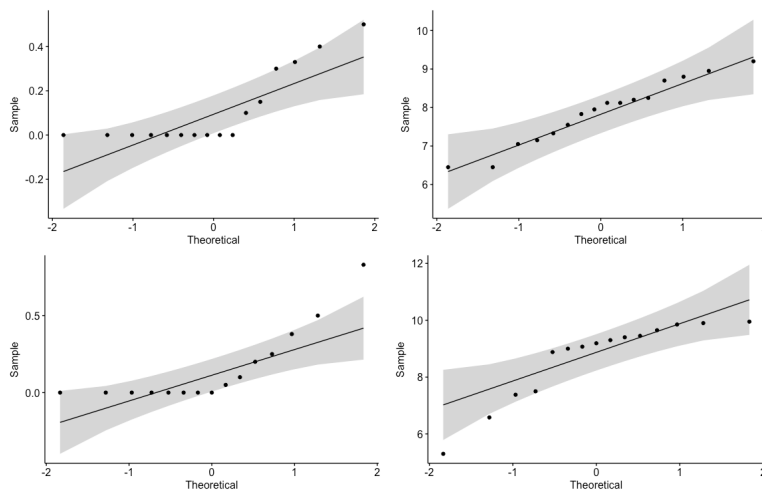 0.4
0.2
0.0
-0.2
Sample
-2 -1 0 1 2
Theoretical
10
9
8
7
6
Sample
-2 -1 0 1
Theoretical
0.5
0.0
Sample
-2 -1 0 1 2
Theoretical
12
10
8
6
Sample
-2 -1 0 1 2
Theoretical